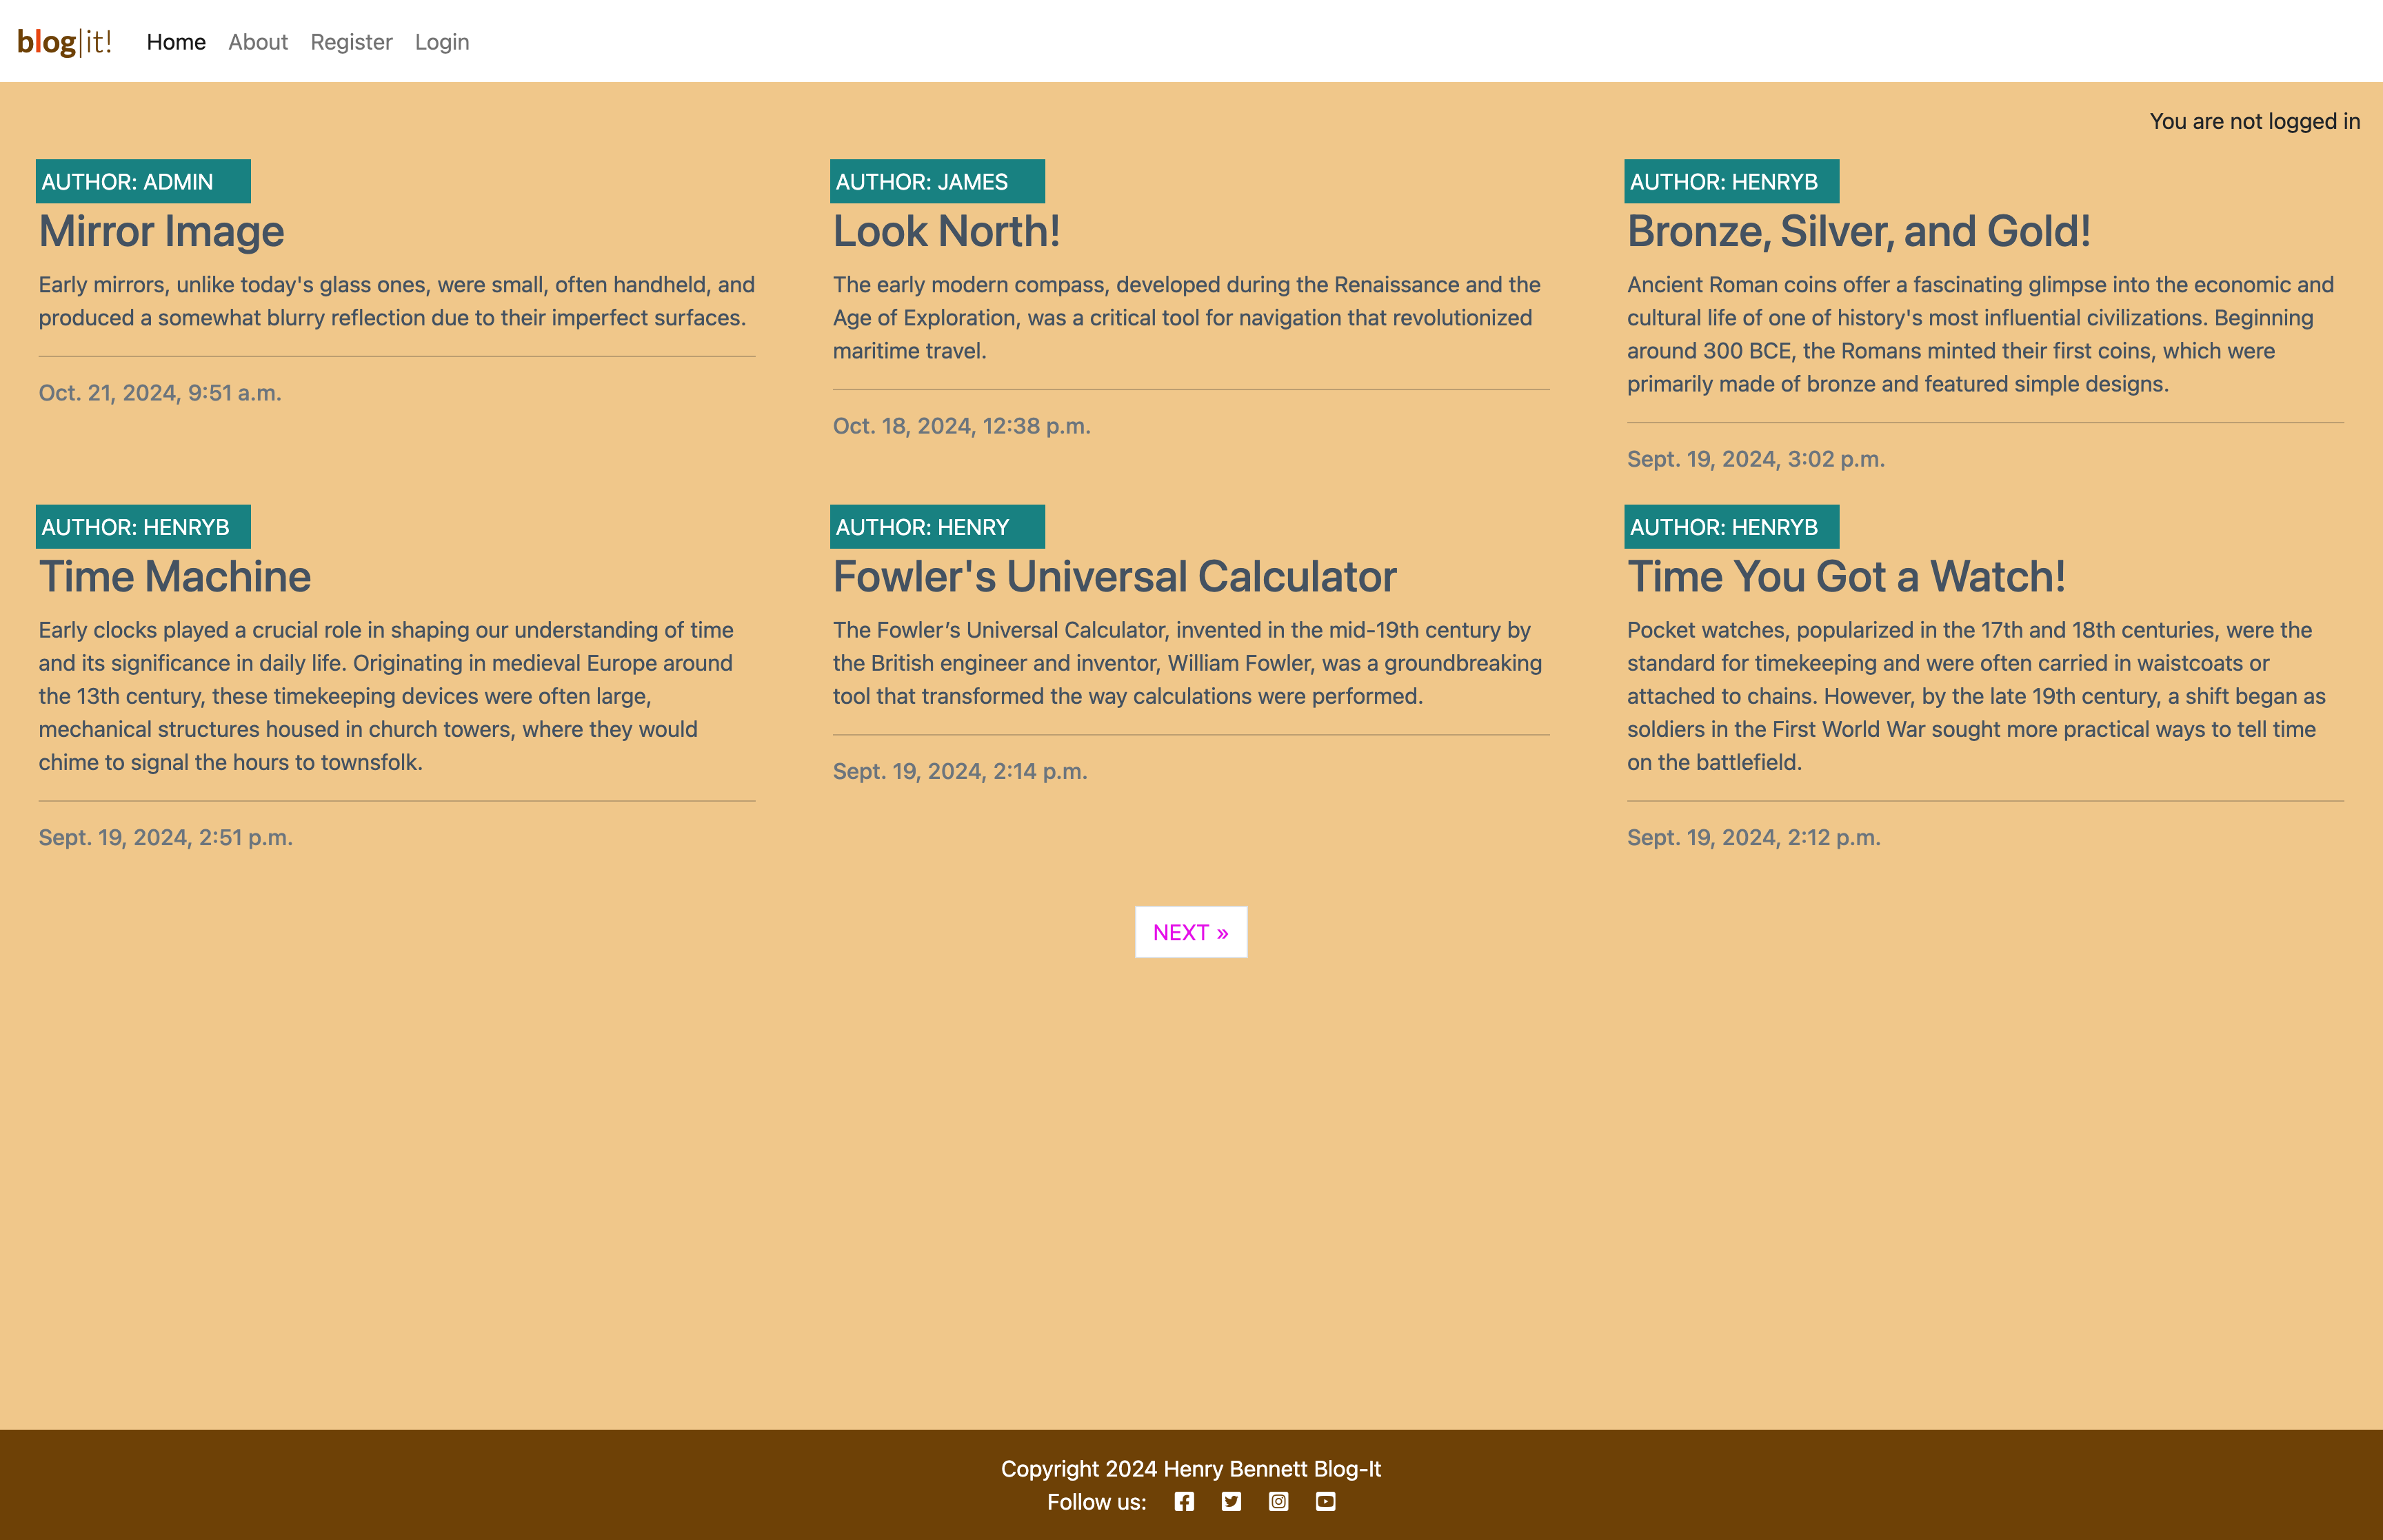 blog|it!
Home About Register Login
You are not logged in
AUTHOR: ADMIN
Mirror Image
Early mirrors, unlike today's glass ones, were small, often handheld, and
produced a somewhat blurry reflection due to their imperfect surfaces.
Oct. 21, 2024, 9:51 a.m.
AUTHOR: JAMES
Look North!
The early modern compass, developed during the Renaissance and the
Age of Exploration, was a critical tool for navigation that revolutionized
maritime travel.
Oct. 18, 2024, 12:38 p.m.
AUTHOR: HENRYB
Bronze, Silver, and Gold!
Ancient Roman coins offer a fascinating glimpse into the economic and
cultural life of one of history's most influential civilizations. Beginning
around 300 BCE, the Romans minted their first coins, which were
primarily made of bronze and featured simple designs.
Sept. 19, 2024, 3:02 p.m.
AUTHOR: HENRYB
Time Machine
Early clocks played a crucial role in shaping our understanding of time
and its significance in daily life. Originating in medieval Europe around
the 13th century, these timekeeping devices were often large,
mechanical structures housed in church towers, where they would
chime to signal the hours to townsfolk.
Sept. 19, 2024, 2:51 p.m.
AUTHOR: HENRY
Fowler's Universal Calculator
The Fowler’s Universal Calculator, invented in the mid-19th century by
the British engineer and inventor, William Fowler, was a groundbreaking
tool that transformed the way calculations were performed.
Sept. 19, 2024, 2:14 p.m.
AUTHOR: HENRYB
Time You Got a Watch!
Pocket watches, popularized in the 17th and 18th centuries, were the
standard for timekeeping and were often carried in waistcoats or
attached to chains. However, by the late 19th century, a shift began as
soldiers in the First World War sought more practical ways to tell time
on the battlefield.
Sept. 19, 2024, 2:12 p.m.
NEXT »
Copyright 2024 Henry Bennett Blog-It
Follow us: